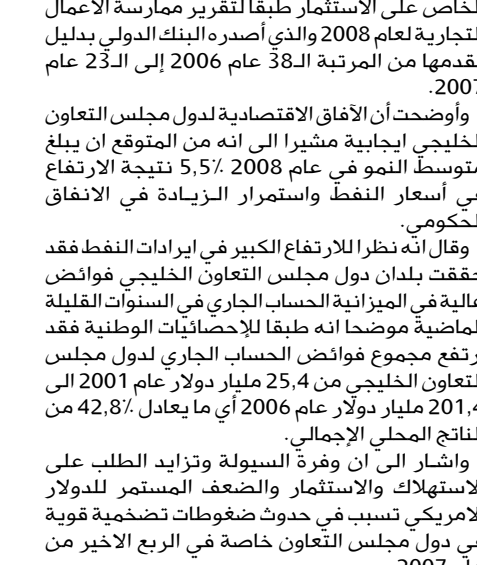 الخاص على الاستثمار طبقا لتقرير ممارسة الأعمال
التجارية لعام 2008 والذي أصدره البنك الدولي بدليل
تقدمها من المرتبة الـ38 عام 2006 إلى الـ23 عام
2007.
وأوضحت أن الآفاق الاقتصادية لدول مجلس التعاون
الخليجي ايجابية مشيرا الى انه من المتوقع ان يبلغ
متوسط النمو في عام 2008 5,5٪ نتيجة الارتفاع
في أسعار النفط واستمرار الزيادة في الانفاق
الحكومي.
وقال انه نظرا للارتفاع الكبير في ايرادات النفط فقد
حققت بلدان دول مجلس التعاون الخليجي فوائض
عالية في الميزانية الحساب الجاري في السنوات القليلة
الماضية موضحا انه طبقا للإحصائيات الوطنية فقد
ارتفع مجموع فوائض الحساب الجاري لدول مجلس
التعاون الخليجي من 25,4 مليار دولار عام 2001 الى
201,4 مليار دولار عام 2006 أي ما يعادل 42,8٪ من
الناتج المحلي الإجمالي.
واشار الى ان وفرة السيولة وتزايد الطلب على
الاستهلاك والاستثمار والضعف المستمر للدولار
الامريكي تسبب في حدوث ضغوطات تضخمية قوية
في دول مجلس التعاون خاصة في الربع الاخير من
عام 2007